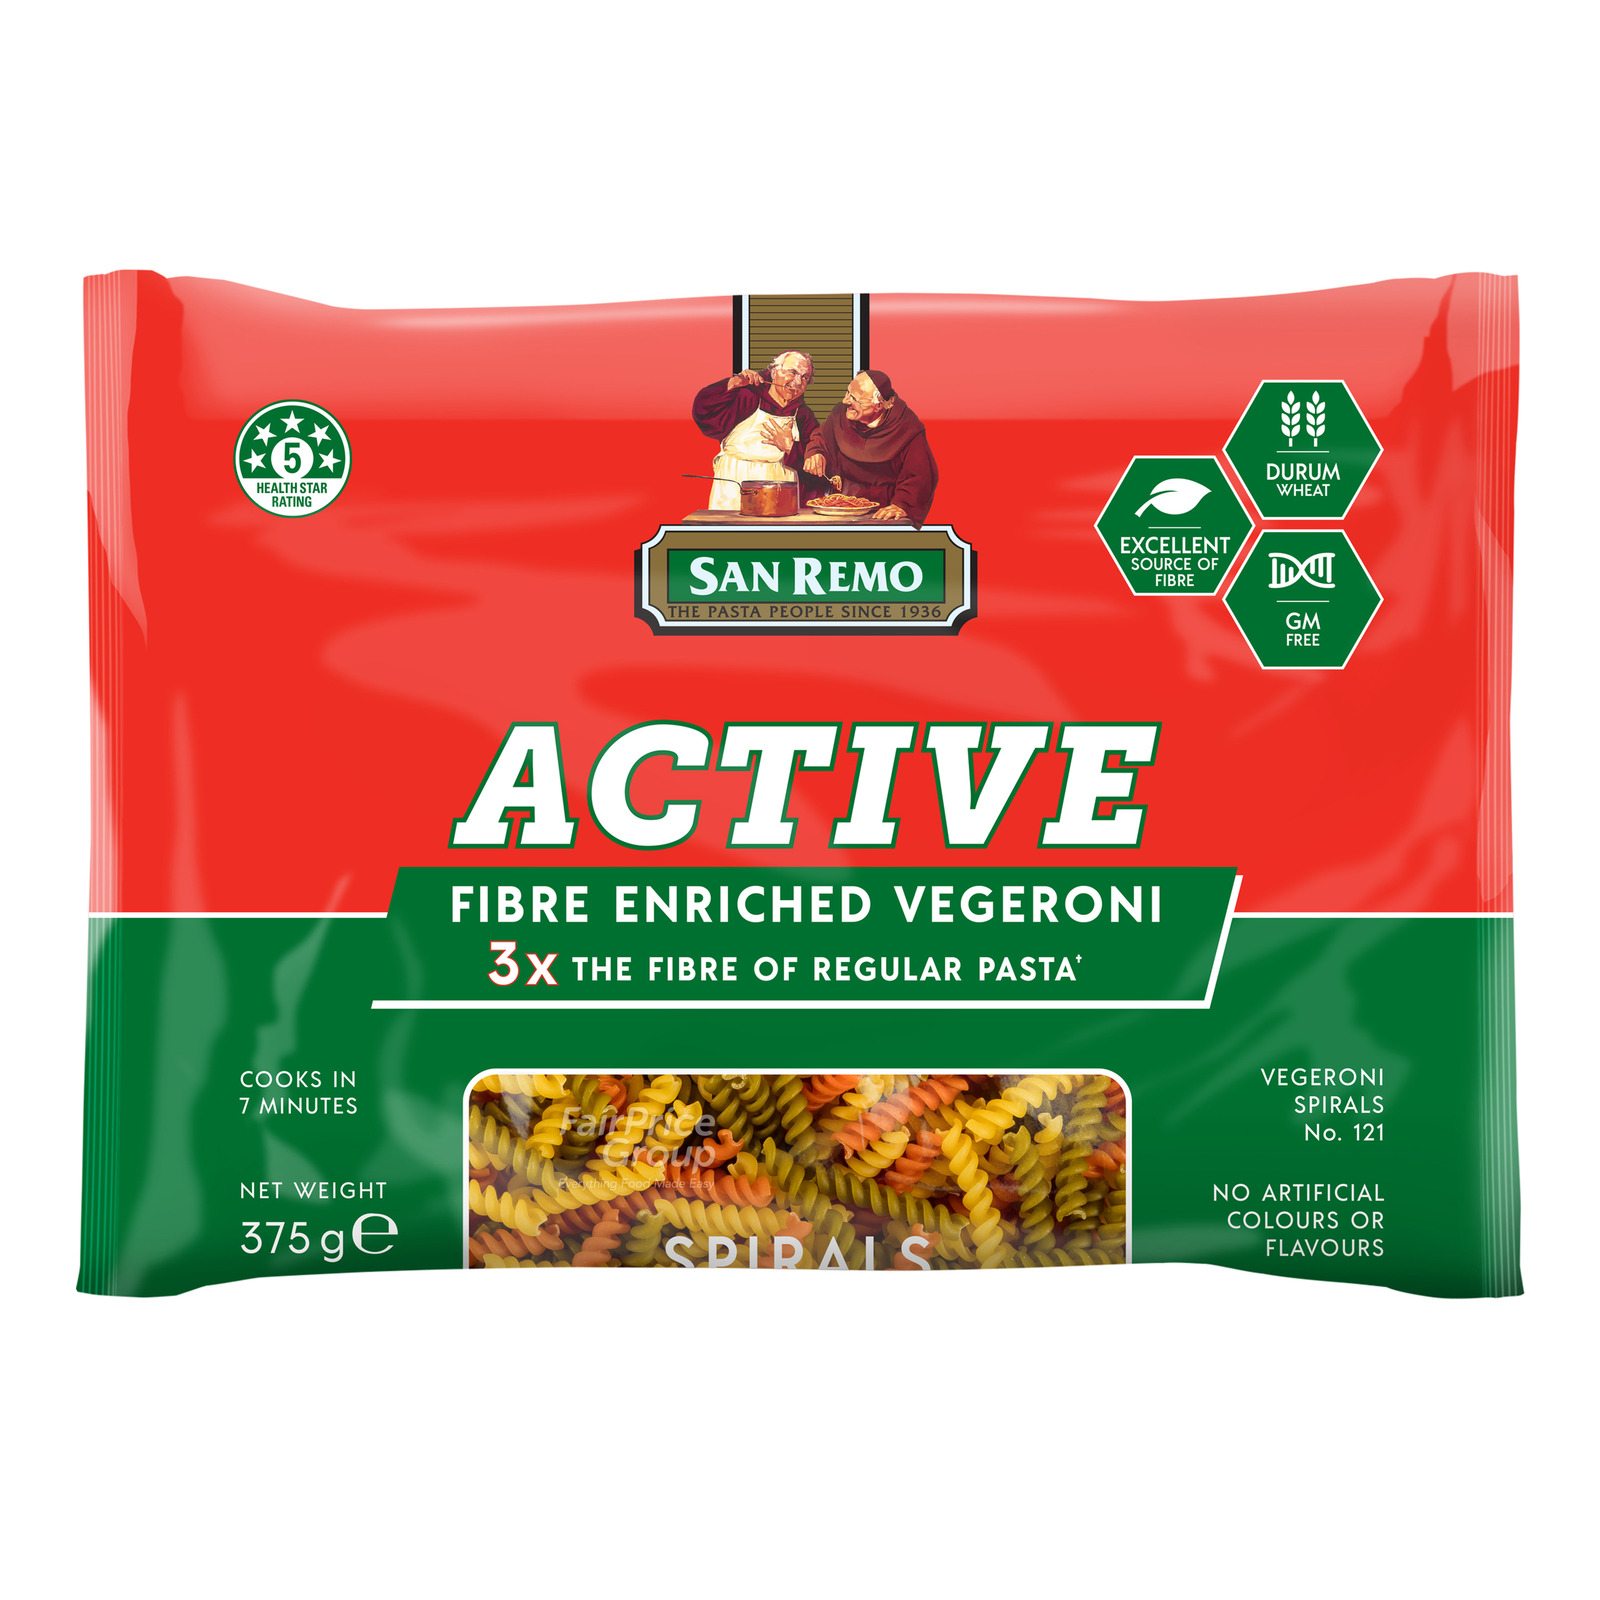 5
HEALTH STAR
RATING
SAN REMO
THE PASTA PEOPLE SINCE 1936
DURUM
WHEAT
EXCELLENT
SOURCE OF
FIBRE
GM
FREE
ACTIVE
FIBRE ENRICHED VEGERONI
3x THE FIBRE OF REGULAR PASTA†
COOKS IN
7 MINUTES
NET WEIGHT
375 g ℮
FairPrice
Group
Everything Food Made Easy
SPIRALS
VEGERONI
SPIRALS
No. 121
NO ARTIFICIAL
COLOURS OR
FLAVOURS